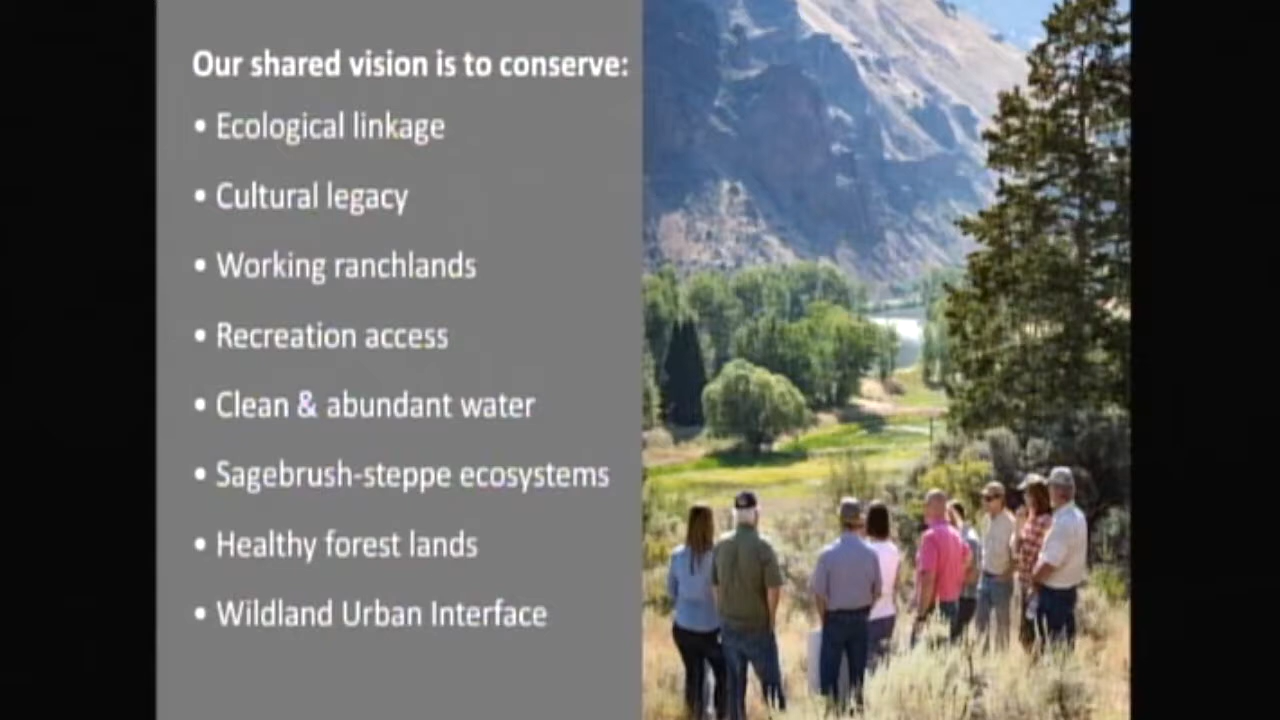 Our shared vision is to conserve:
• Ecological linkage
• Cultural legacy
• Working ranchlands
• Recreation access
• Clean & abundant water
• Sagebrush-steppe ecosystems
• Healthy forest lands
• Wildland Urban Interface